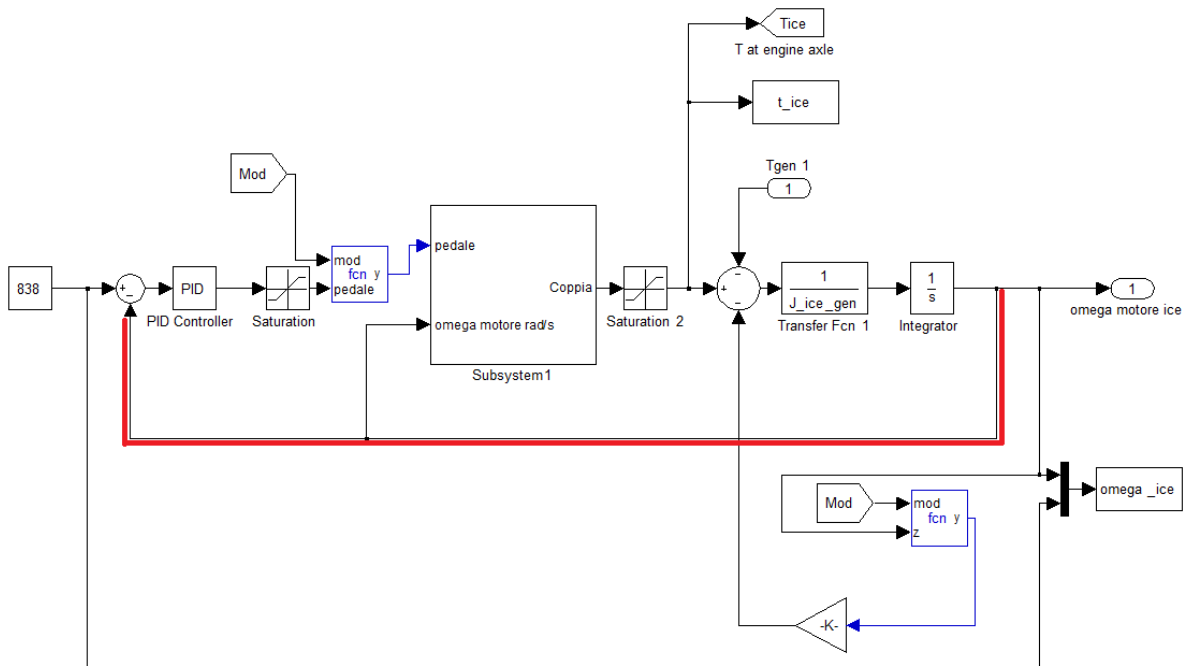 Tice
T at engine axle
t_ice
Mod
Tgen 1
1
mod
fcn y
pedale
838
+
−
PID
PID Controller
Saturation
pedale
Coppia
omega motore rad/s
Subsystem1
Saturation 2
−
+
−
1
J_ice_gen
Transfer Fcn 1
1
s
Integrator
1
omega motore ice
Mod
mod
fcn y
z
omega _ice
-K-